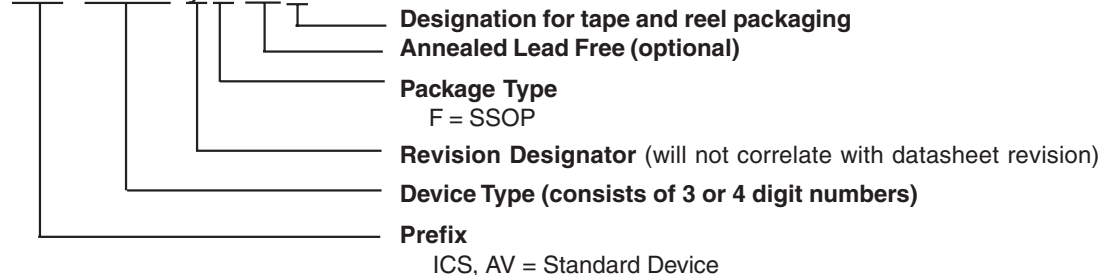 Designation for tape and reel packaging
Annealed Lead Free (optional)
Package Type
F = SSOP
Revision Designator (will not correlate with datasheet revision)
Device Type (consists of 3 or 4 digit numbers)
Prefix
ICS, AV = Standard Device